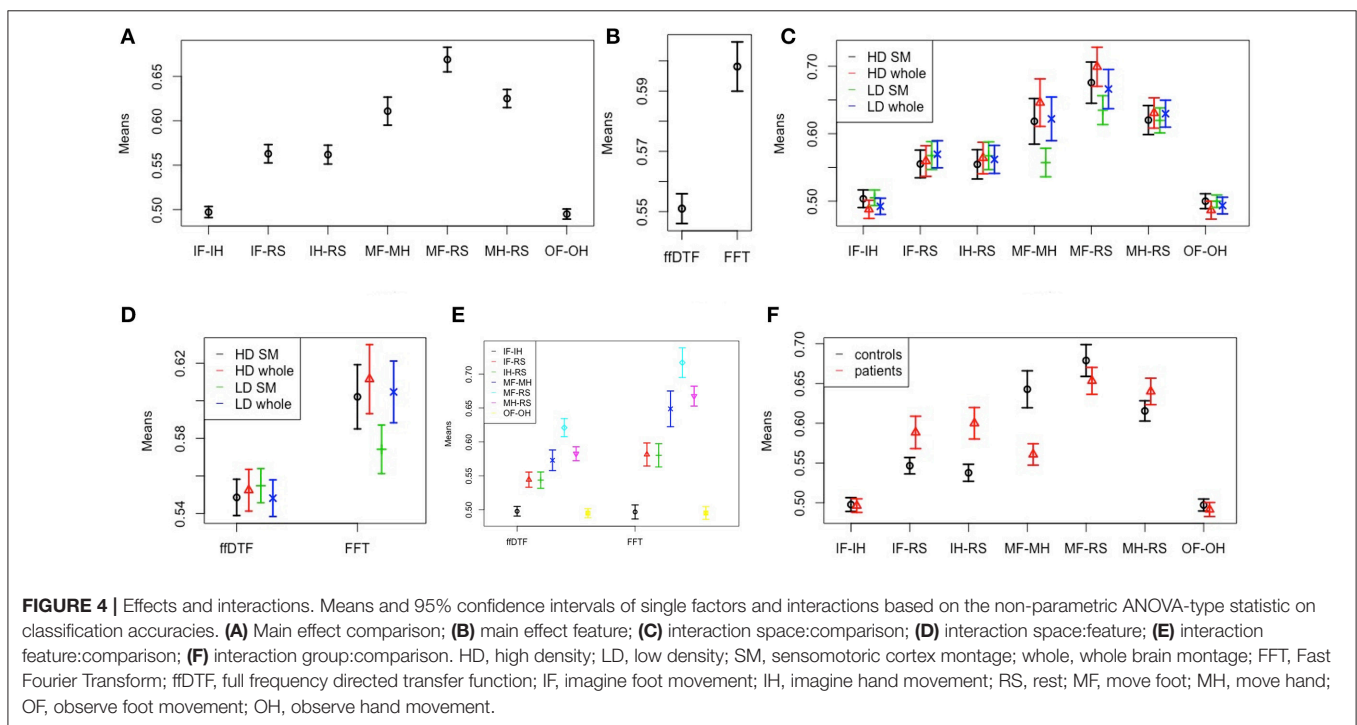 A
Means
0.50 0.55 0.60 0.65
IF-IH IF-RS IH-RS MF-MH MF-RS MH-RS OF-OH
B
Means
0.55 0.57 0.59
ffDTF FFT
C
HD SM
HD whole
LD SM
LD whole
Means
0.50 0.60 0.70
IF-IH IF-RS IH-RS MF-MH MF-RS MH-RS OF-OH
D
HD SM
HD whole
LD SM
LD whole
Means
0.54 0.58 0.62
ffDTF FFT
E
IF-IH
IF-RS
IH-RS
MF-MH
MF-RS
MH-RS
OF-OH
Means
0.50 0.55 0.60 0.65 0.70
ffDTF FFT
F
controls
patients
Means
0.50 0.55 0.60 0.65 0.70
IF-IH IF-RS IH-RS MF-MH MF-RS MH-RS OF-OH
FIGURE 4 | Effects and interactions. Means and 95% confidence intervals of single factors and interactions based on the non-parametric ANOVA-type statistic on
classification accuracies. (A) Main effect comparison; (B) main effect feature; (C) interaction space:comparison; (D) interaction space:feature; (E) interaction
feature:comparison; (F) interaction group:comparison. HD, high density; LD, low density; SM, sensomotoric cortex montage; whole, whole brain montage; FFT, Fast
Fourier Transform; ffDTF, full frequency directed transfer function; IF, imagine foot movement; IH, imagine hand movement; RS, rest; MF, move foot; MH, move hand;
OF, observe foot movement; OH, observe hand movement.